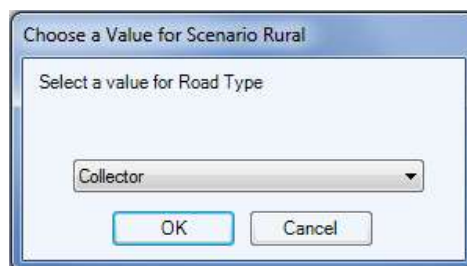 Choose a Value for Scenario Rural
Select a value for Road Type
Collector
OK Cancel